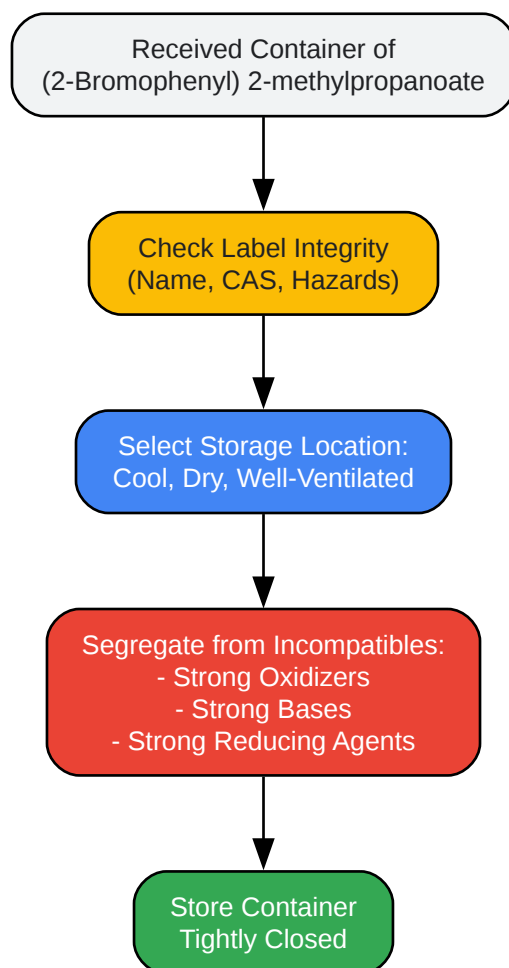 Received Container of
(2-Bromophenyl) 2-methylpropanoate
Check Label Integrity
(Name, CAS, Hazards)
Select Storage Location:
Cool, Dry, Well-Ventilated
Segregate from Incompatibles:
- Strong Oxidizers
- Strong Bases
- Strong Reducing Agents
Store Container
Tightly Closed